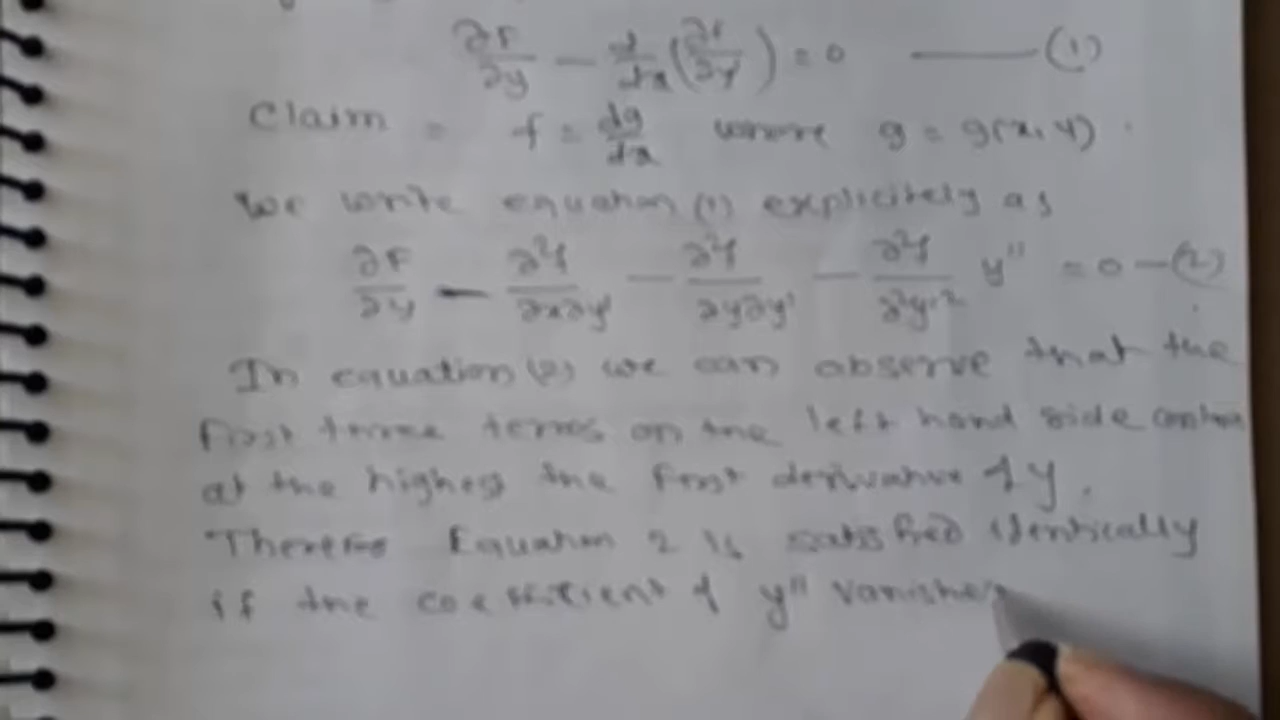 ∂F/∂y − d/dx(∂f/∂y') = 0 —— (1)
Claim = f = dg/dx where g = g(x, y) .
We write equation (1) explicitely as
∂F/∂y − ∂²f/∂x∂y' − ∂²f/∂y∂y' − ∂²f/∂²y'² y'' = 0 — (2)
In equation (2) we can observe that the
first three terms on the left hand side contain
at the highest the first derivative of y .
Therefore Equation 2 is satisfied identically
if the coefficient of y'' vanishes